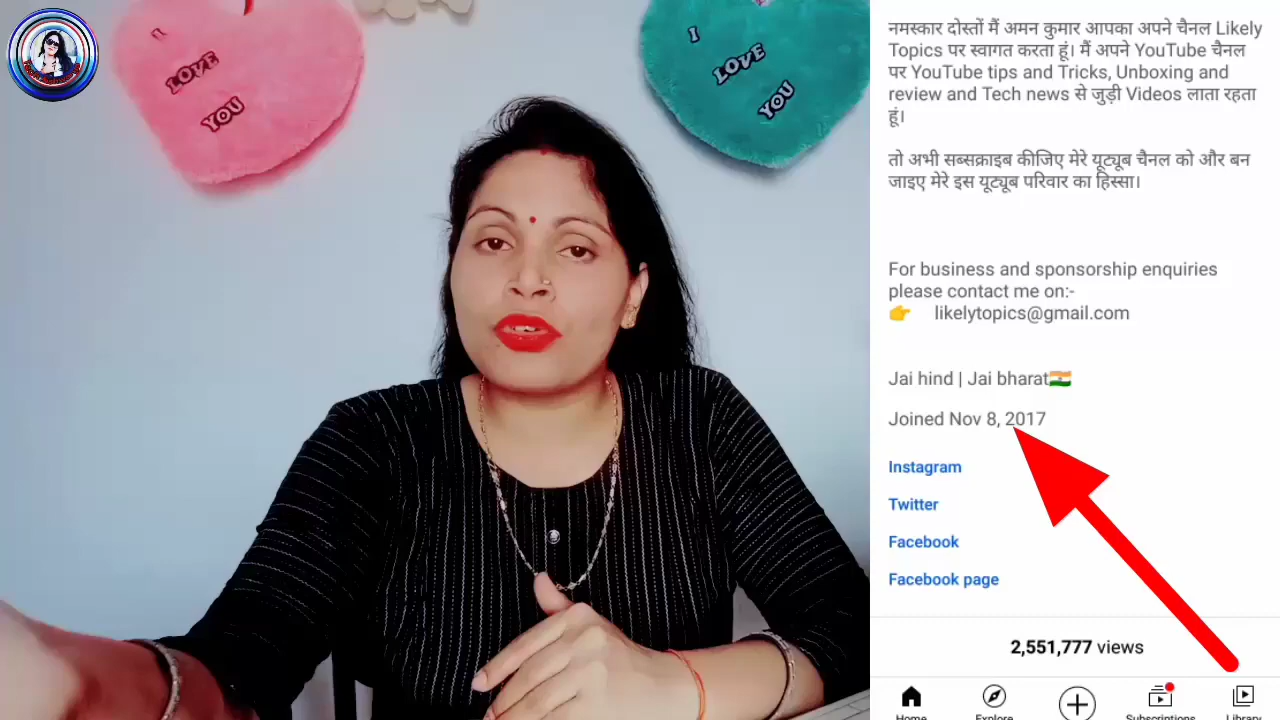 I
LOVE
YOU
I
LOVE
YOU
नमस्कार दोस्तों मैं अमन कुमार आपका अपने चैनल Likely
Topics पर स्वागत करता हूं। मैं अपने YouTube चैनल
पर YouTube tips and Tricks, Unboxing and
review and Tech news से जुड़ी Videos लाता रहता
हूं।
तो अभी सब्सक्राइब कीजिए मेरे यूट्यूब चैनल को और बन
जाइए मेरे इस यूट्यूब परिवार का हिस्सा।
For business and sponsorship enquiries
please contact me on:-
👉 likelytopics@gmail.com
Jai hind | Jai bharat🇮🇳
Joined Nov 8, 2017
Instagram
Twitter
Facebook
Facebook page
2,551,777 views
Home
Explore
Subscriptions
Library